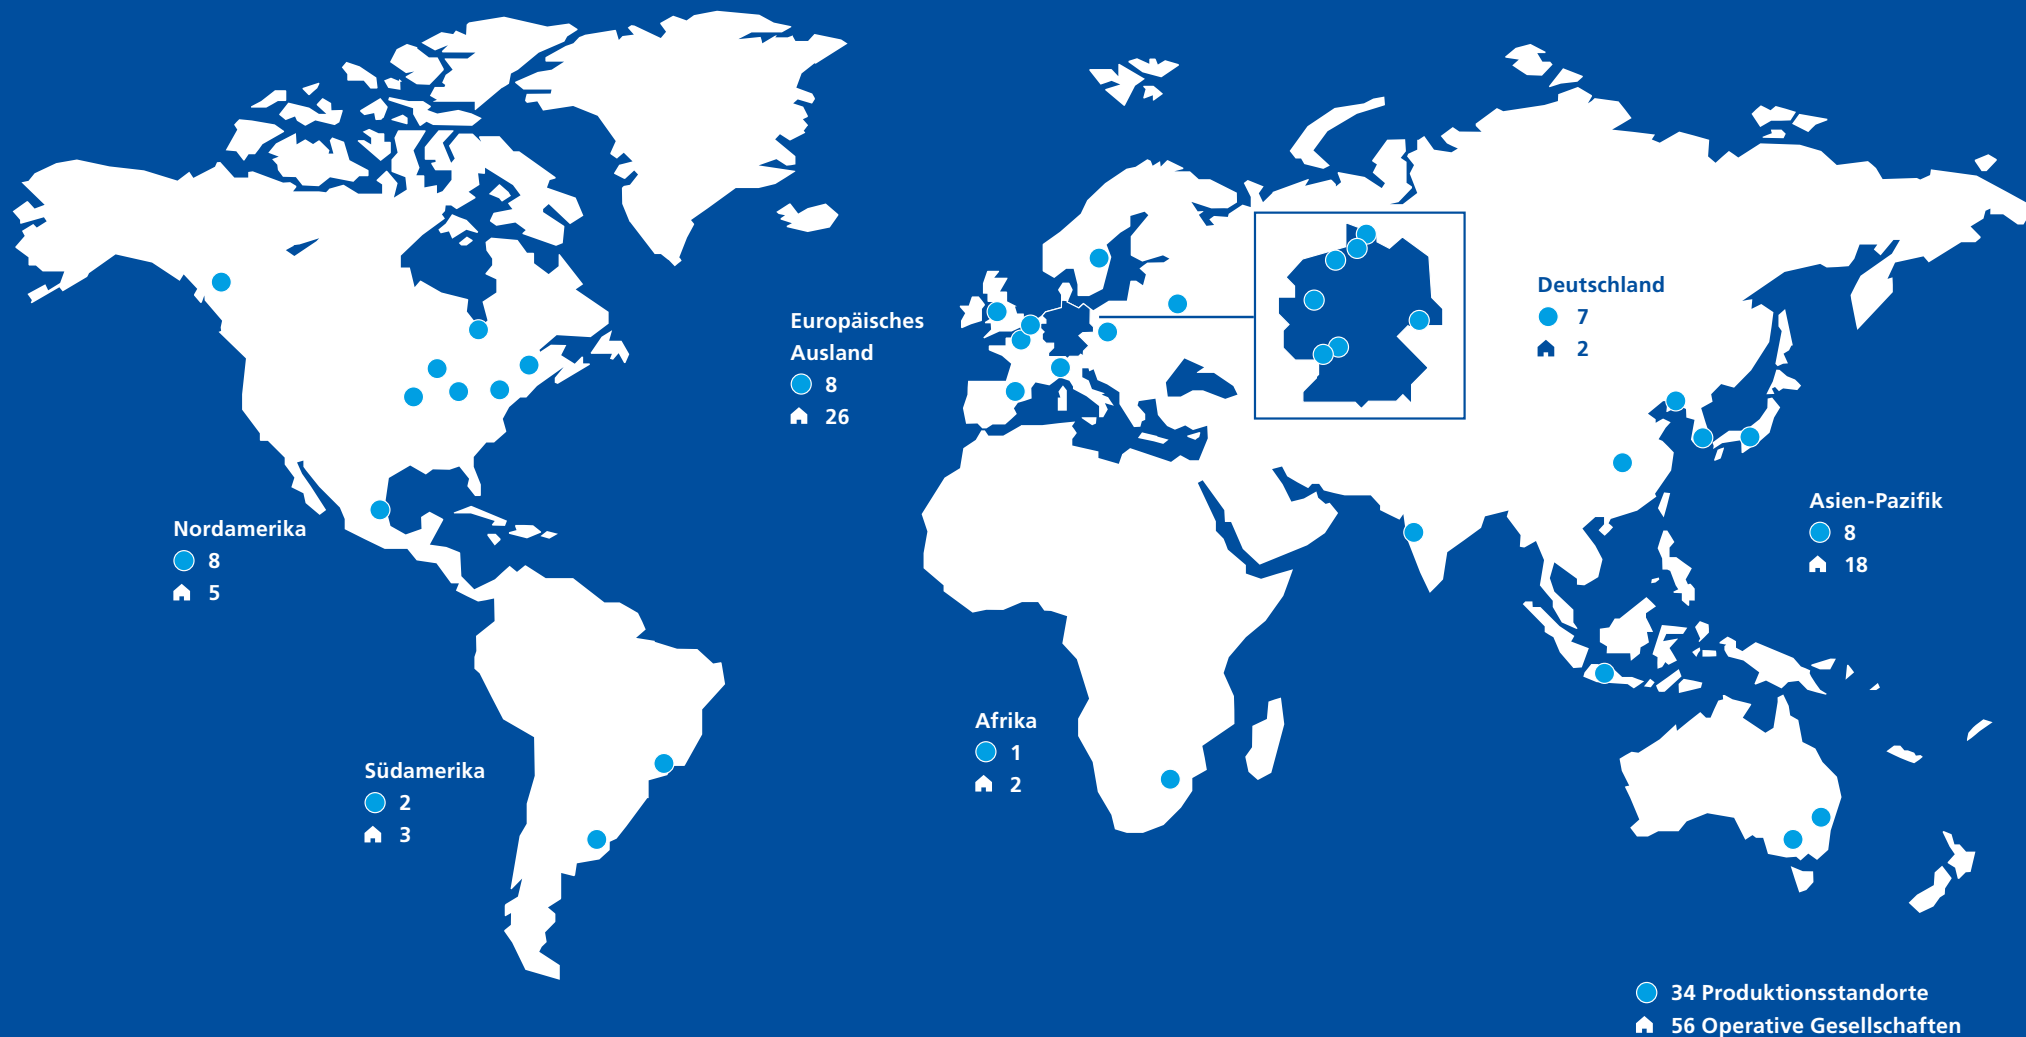 Europäisches
Ausland
8
26
Deutschland
7
2
Nordamerika
8
5
Asien-Pazifik
8
18
Südamerika
2
3
Afrika
1
2
34 Produktionsstandorte
56 Operative Gesellschaften